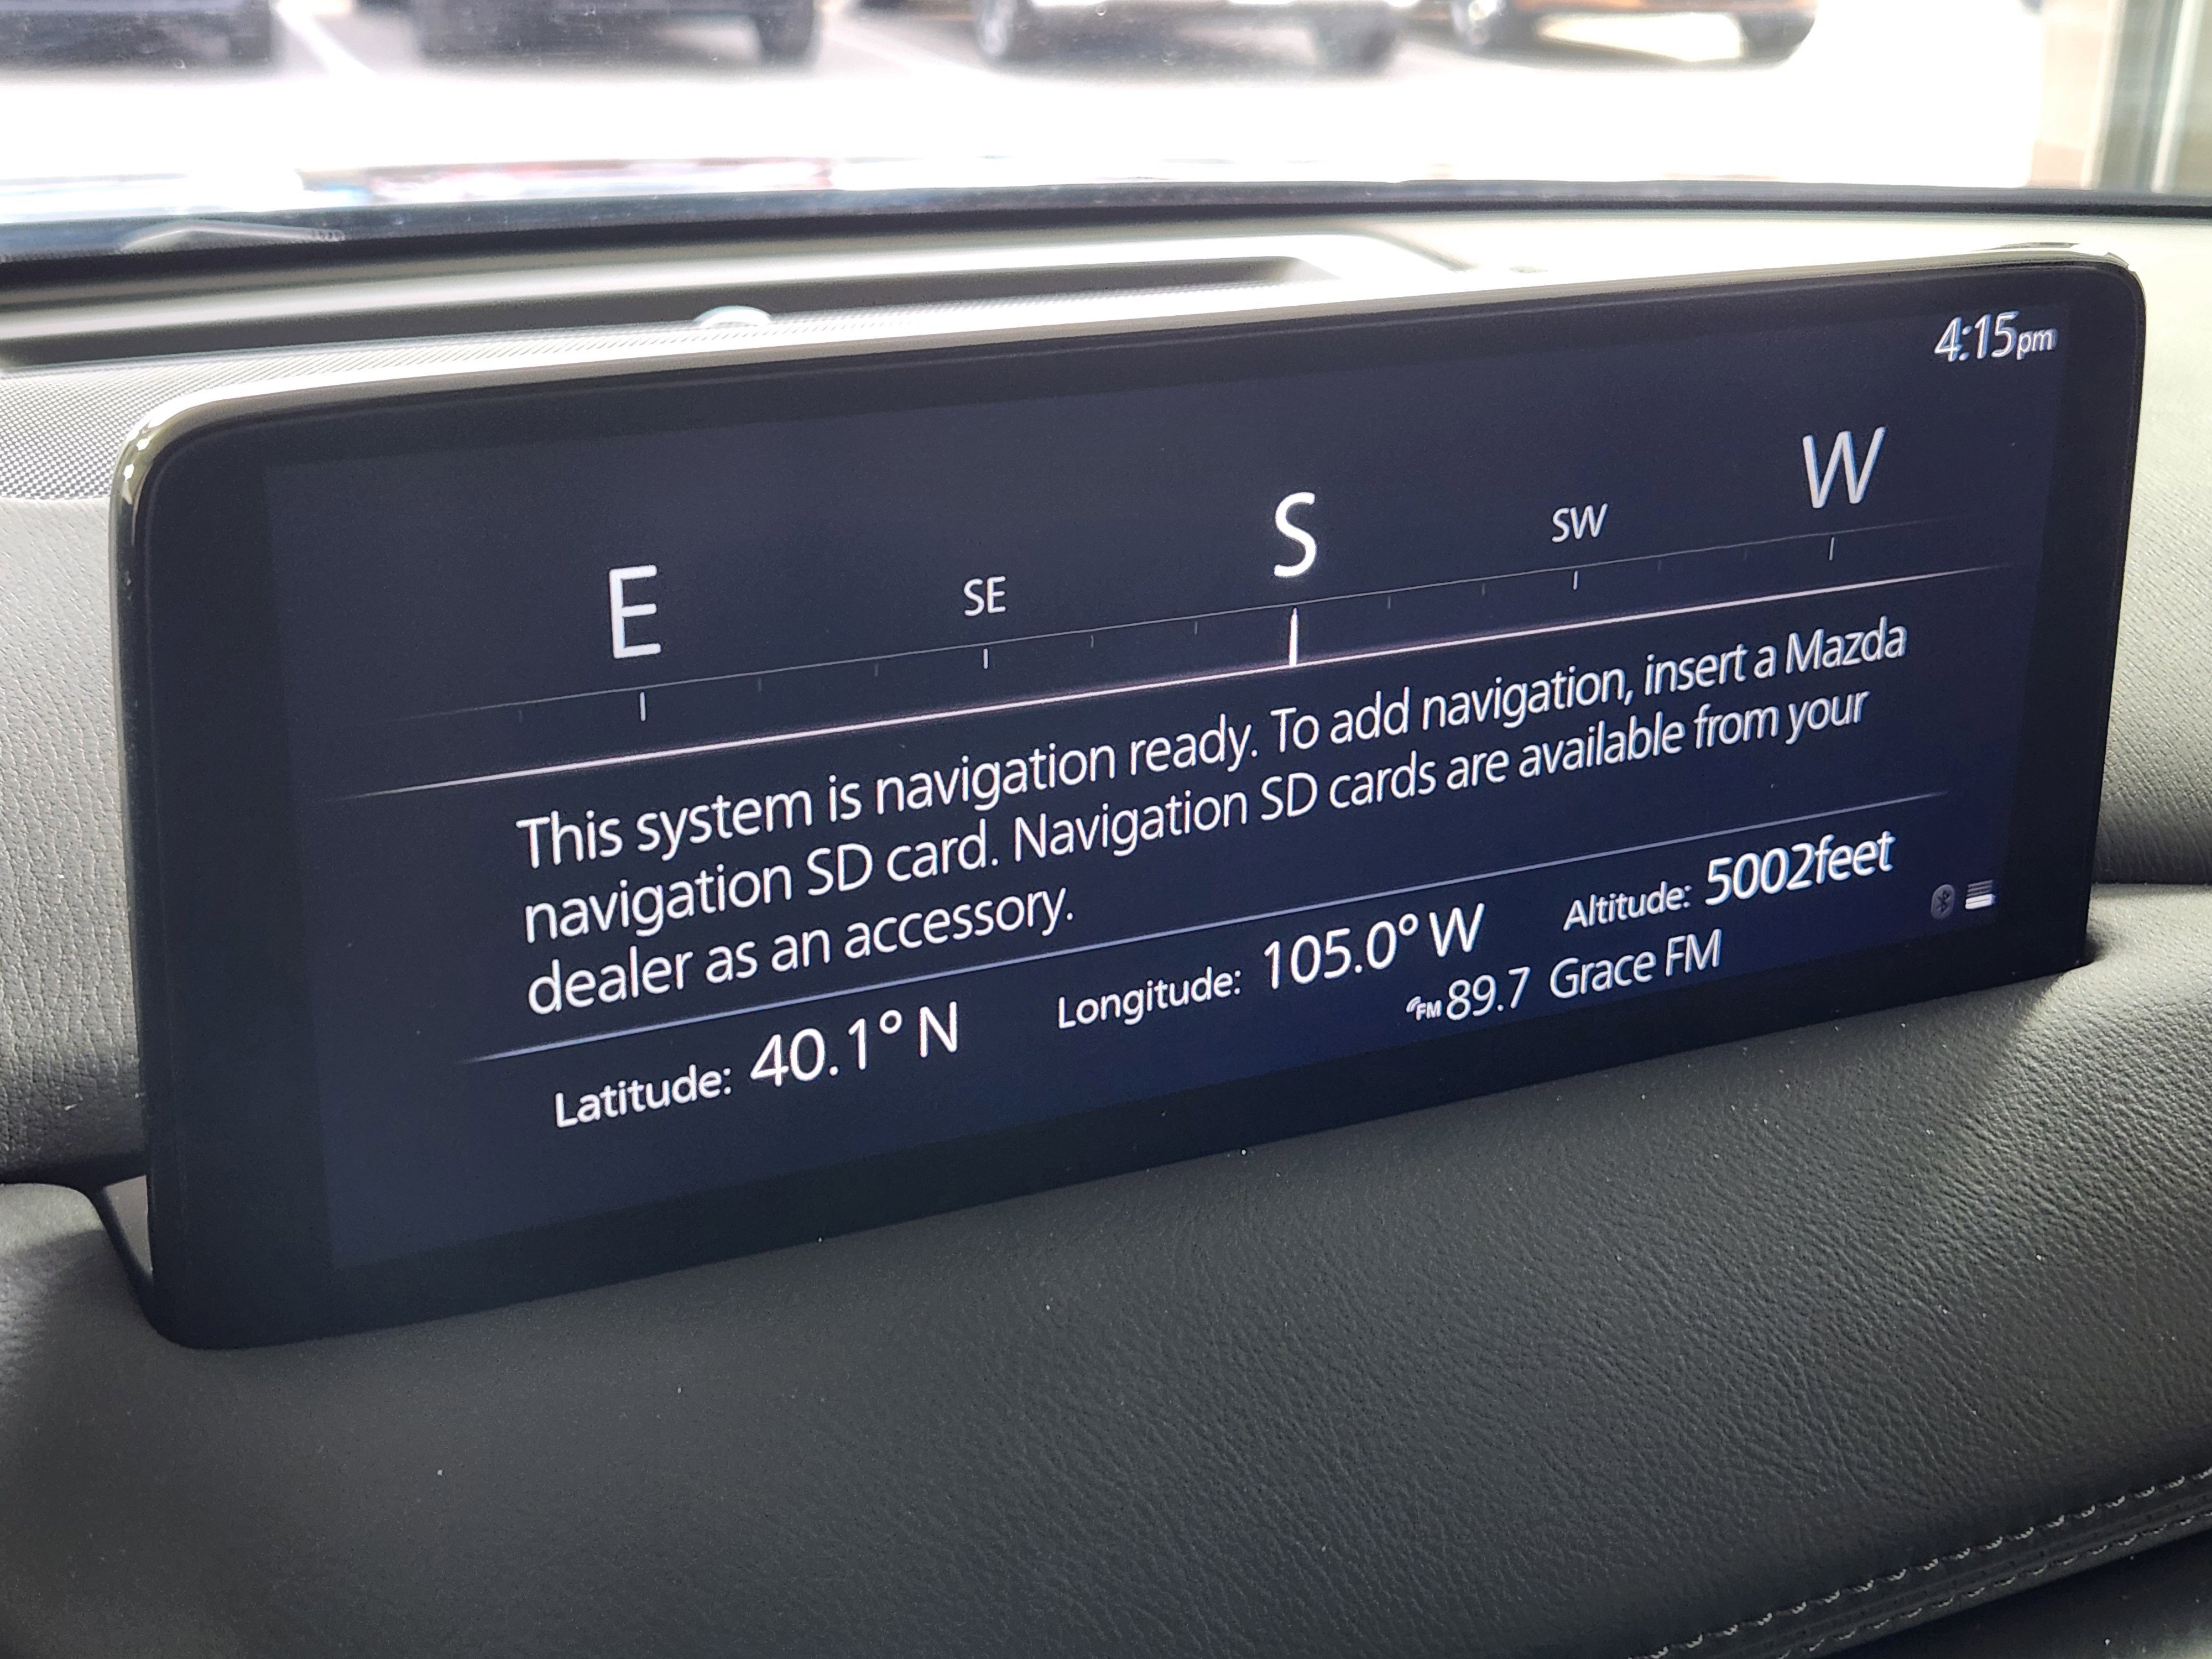 4:15pm
E SE S SW W
This system is navigation ready. To add navigation, insert a Mazda
navigation SD card. Navigation SD cards are available from your
dealer as an accessory.
Latitude: 40.1° N Longitude: 105.0° W Altitude: 5002feet
FM 89.7 Grace FM